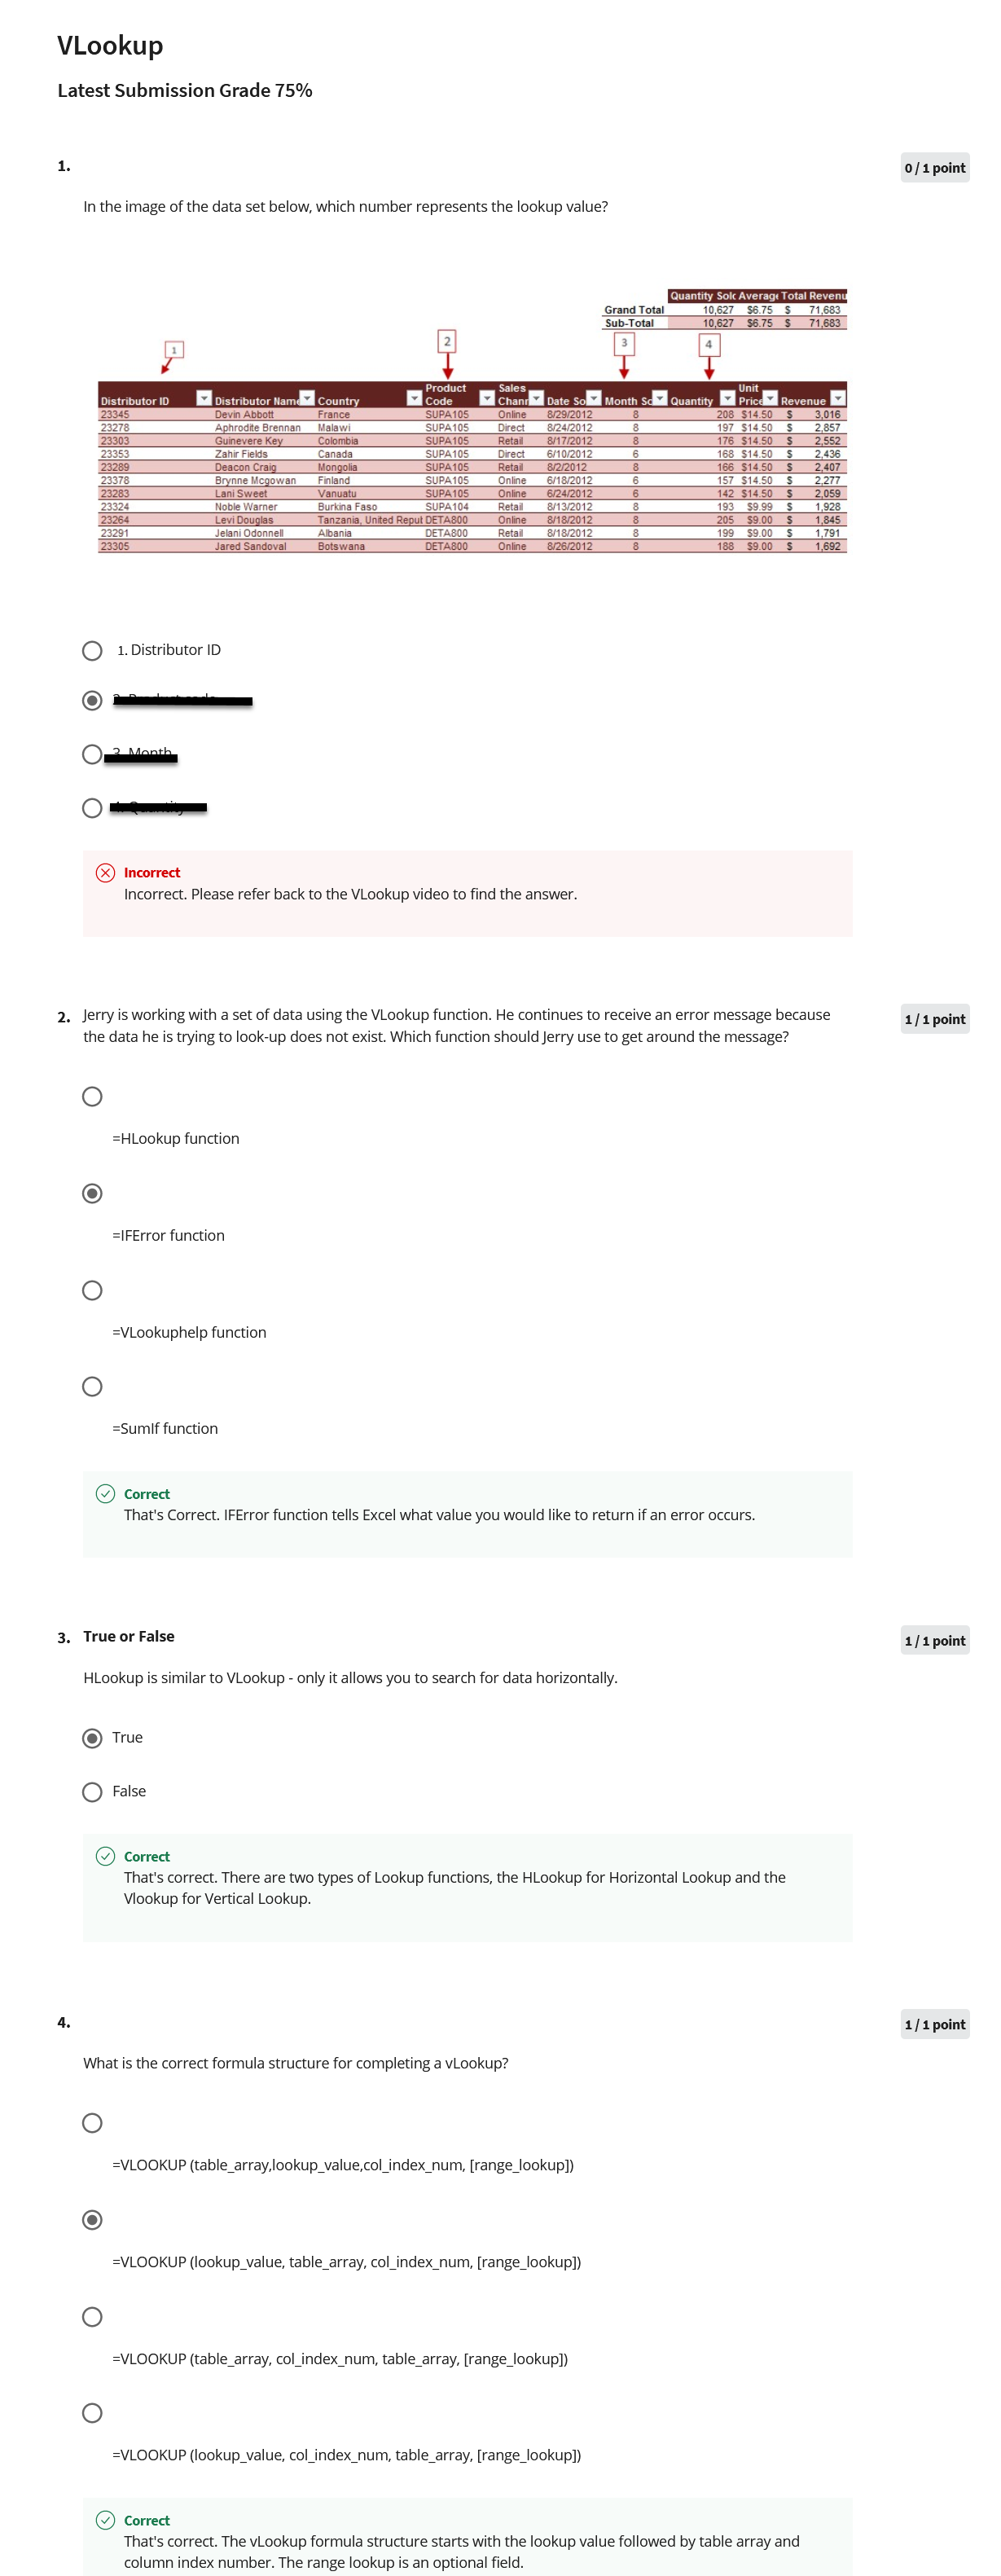 VLookup
Latest Submission Grade 75%
1.
0 / 1 point
In the image of the data set below, which number represents the lookup value?
Quantity Sol Average Total Revenu
Grand Total 10,627 $6.75 $ 71,683
Sub-Total 10,627 $6.75 $ 71,683
1 2 3 4
Distributor ID Distributor Name Country Product Code Sales Chann Date So Month So Quantity Unit Price Revenue
23345 Devin Abbott France SUPA105 Online 8/29/2012 8 208 $14.50 $ 3,016
23278 Aphrodite Brennan Malawi SUPA105 Direct 8/24/2012 8 197 $14.50 $ 2,857
23303 Guinevere Key Colombia SUPA105 Retail 8/17/2012 8 176 $14.50 $ 2,552
23353 Zahir Fields Canada SUPA105 Direct 6/10/2012 6 168 $14.50 $ 2,436
23289 Deacon Craig Mongolia SUPA105 Retail 8/2/2012 8 166 $14.50 $ 2,407
23378 Brynne Mcgowan Finland SUPA105 Online 6/18/2012 6 157 $14.50 $ 2,277
23283 Lani Sweet Vanuatu SUPA105 Online 6/24/2012 6 142 $14.50 $ 2,059
23324 Noble Warner Burkina Faso SUPA104 Retail 8/13/2012 8 193 $9.99 $ 1,928
23264 Levi Douglas Tanzania, United Reput DETA800 Online 8/18/2012 8 205 $9.00 $ 1,845
23291 Jelani Odonnell Albania DETA800 Retail 8/18/2012 8 199 $9.00 $ 1,791
23305 Jared Sandoval Botswana DETA800 Online 8/26/2012 8 188 $9.00 $ 1,692
1. Distributor ID
3. Month
Incorrect
Incorrect. Please refer back to the VLookup video to find the answer.
2. Jerry is working with a set of data using the VLookup function. He continues to receive an error message because
the data he is trying to look-up does not exist. Which function should Jerry use to get around the message?
1 / 1 point
=HLookup function
=IFError function
=VLookuphelp function
=SumIf function
Correct
That's Correct. IFError function tells Excel what value you would like to return if an error occurs.
3. True or False
1 / 1 point
HLookup is similar to VLookup - only it allows you to search for data horizontally.
True
False
Correct
That's correct. There are two types of Lookup functions, the HLookup for Horizontal Lookup and the
Vlookup for Vertical Lookup.
4.
1 / 1 point
What is the correct formula structure for completing a vLookup?
=VLOOKUP (table_array,lookup_value,col_index_num, [range_lookup])
=VLOOKUP (lookup_value, table_array, col_index_num, [range_lookup])
=VLOOKUP (table_array, col_index_num, table_array, [range_lookup])
=VLOOKUP (lookup_value, col_index_num, table_array, [range_lookup])
Correct
That's correct. The vLookup formula structure starts with the lookup value followed by table array and
column index number. The range lookup is an optional field.